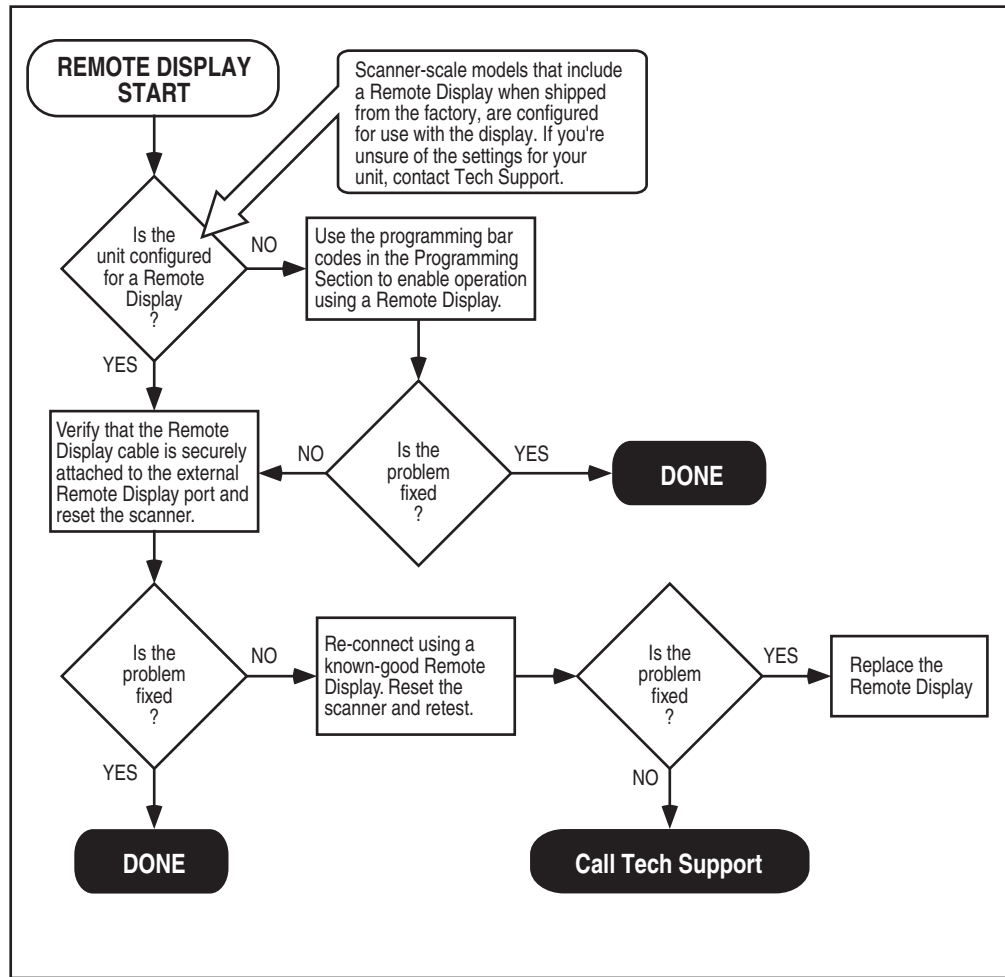 REMOTE DISPLAY
START
Scanner-scale models that include
a Remote Display when shipped
from the factory, are configured
for use with the display. If you're
unsure of the settings for your
unit, contact Tech Support.
Is the
unit configured
for a Remote
Display
?
NO
Use the programming bar
codes in the Programming
Section to enable operation
using a Remote Display.
YES
Verify that the Remote
Display cable is securely
attached to the external
Remote Display port and
reset the scanner.
NO
Is the
problem
fixed
?
YES
DONE
Is the
problem
fixed
?
NO
Re-connect using a
known-good Remote
Display. Reset the
scanner and retest.
Is the
problem
fixed
?
YES
Replace the
Remote Display
YES
NO
DONE
Call Tech Support